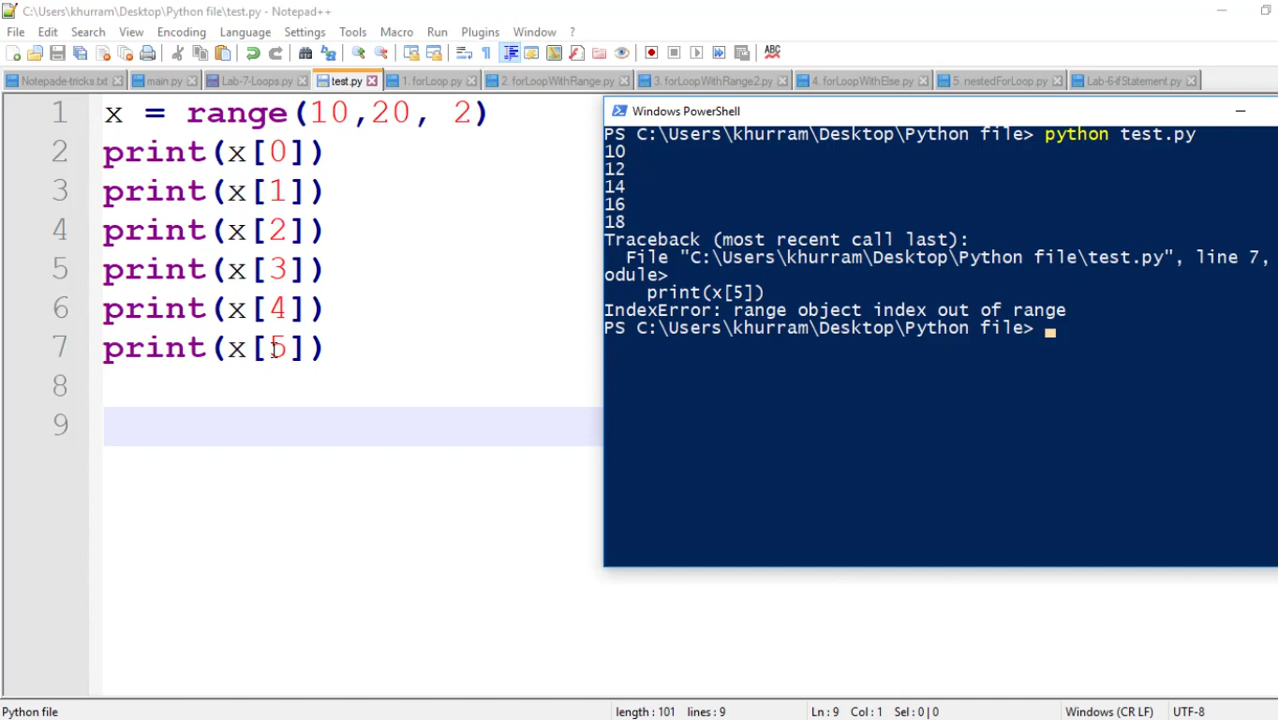 C:\Users\khurram\Desktop\Python file\test.py - Notepad++
File Edit Search View Encoding Language Settings Tools Macro Run Plugins Window ?
Notepade-tricks.txt main.py Lab-7-Loops.py test.py 1. forLoop.py 2. forLoopWithRange.py 3. forLoopWithRange2.py 4. forLoopWithElse.py 5. nestedForLoop.py Lab-6-ifStatement.py
1 x = range(10,20, 2)
2 print(x[0])
3 print(x[1])
4 print(x[2])
5 print(x[3])
6 print(x[4])
7 print(x[5])
8
9
Windows PowerShell
PS C:\Users\khurram\Desktop\Python file> python test.py
10
12
14
16
18
Traceback (most recent call last):
File "C:\Users\khurram\Desktop\Python file\test.py", line 7,
odule>
print(x[5])
IndexError: range object index out of range
PS C:\Users\khurram\Desktop\Python file>
Python file length : 101 lines : 9 Ln : 9 Col : 1 Sel : 0 | 0 Windows (CR LF) UTF-8